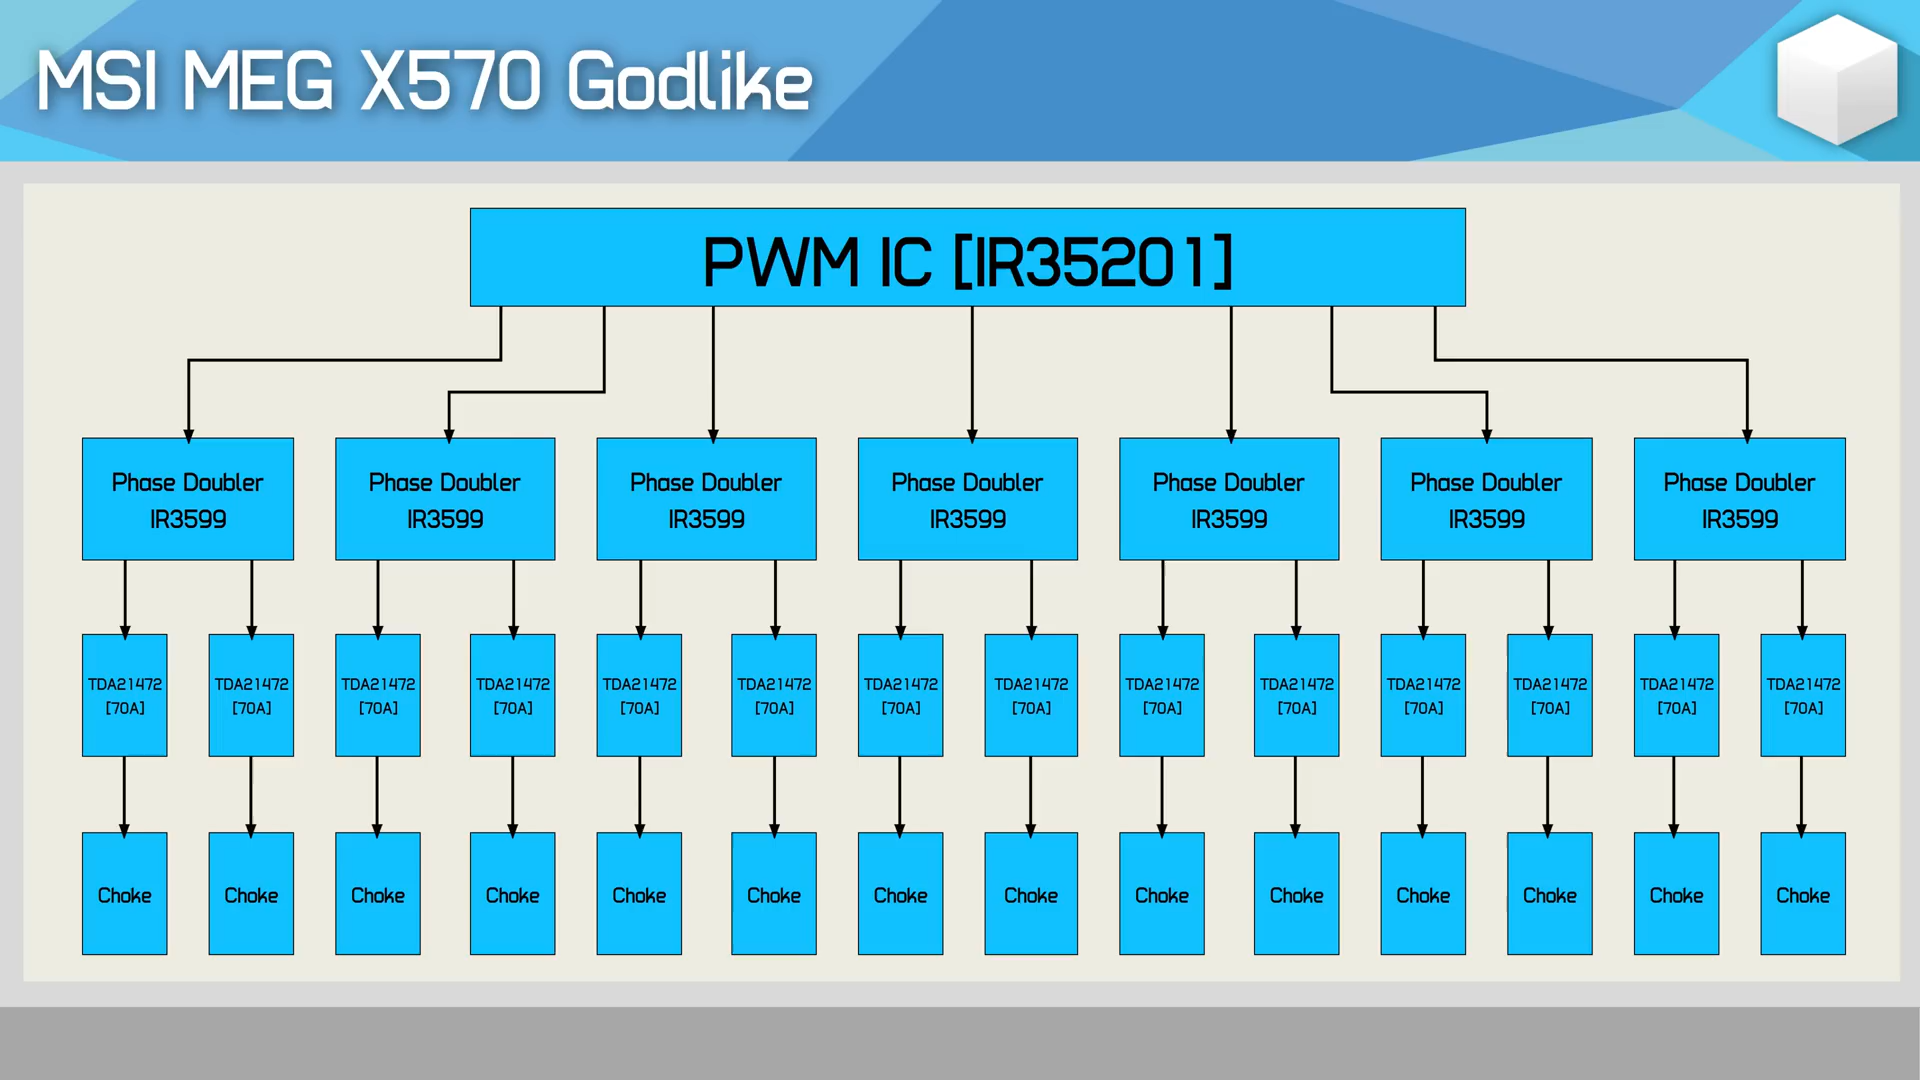 MSI MEG X570 Godlike
PWM IC [IR35201]
Phase Doubler
IR3599
Phase Doubler
IR3599
Phase Doubler
IR3599
Phase Doubler
IR3599
Phase Doubler
IR3599
Phase Doubler
IR3599
Phase Doubler
IR3599
TDA21472
[70A]
TDA21472
[70A]
TDA21472
[70A]
TDA21472
[70A]
TDA21472
[70A]
TDA21472
[70A]
TDA21472
[70A]
TDA21472
[70A]
TDA21472
[70A]
TDA21472
[70A]
TDA21472
[70A]
TDA21472
[70A]
TDA21472
[70A]
TDA21472
[70A]
Choke
Choke
Choke
Choke
Choke
Choke
Choke
Choke
Choke
Choke
Choke
Choke
Choke
Choke